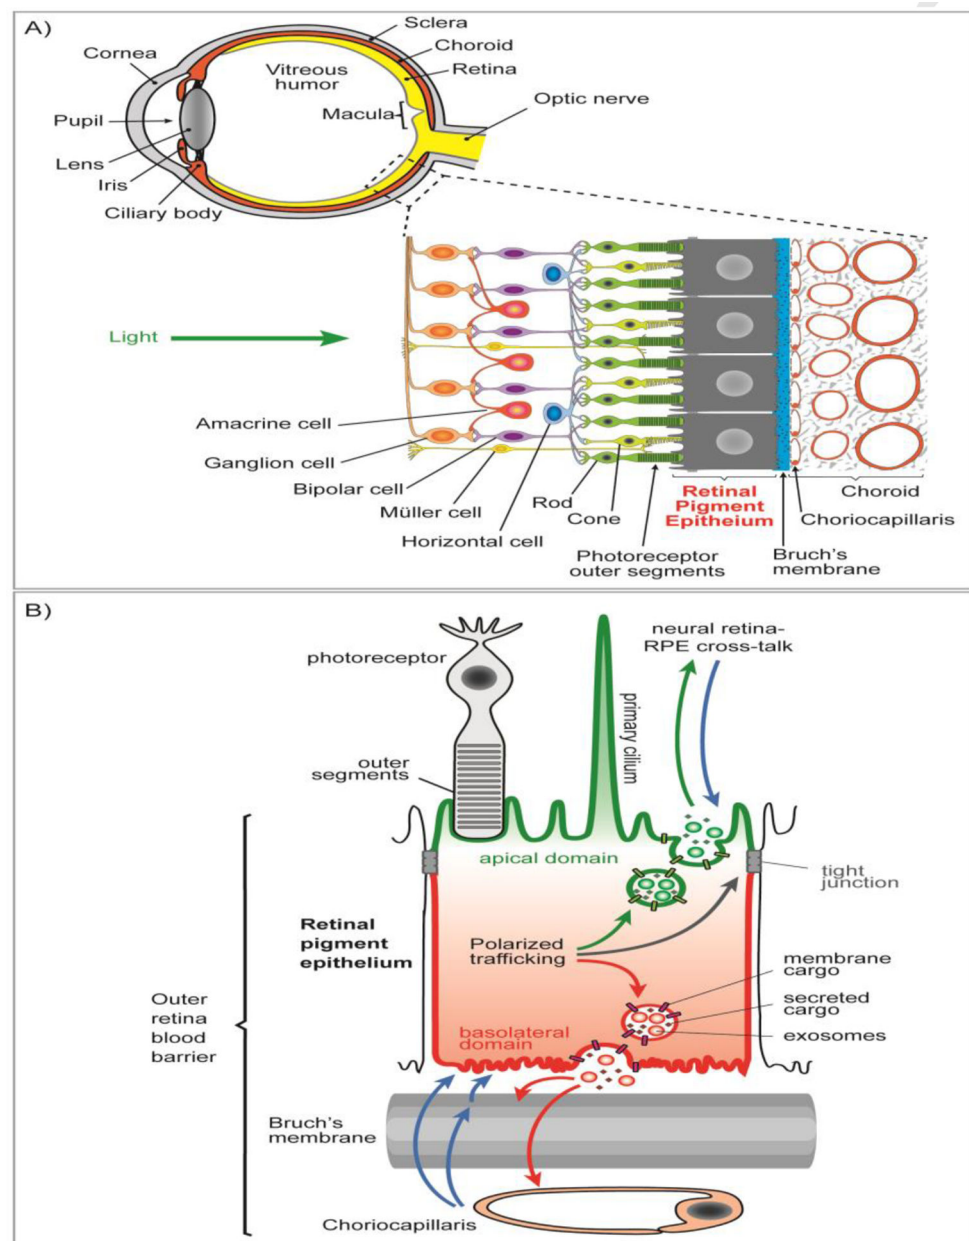 A)
Sclera
Cornea
Choroid
Retina
Vitreous
humor
Optic nerve
Macula
Pupil
Lens
Iris
Ciliary body
Light
Amacrine cell
Ganglion cell
Bipolar cell
Müller cell
Horizontal cell
Rod
Cone
Photoreceptor
outer segments
Retinal
Pigment
Epitheium
Choroid
Choriocapillaris
Bruch's
membrane
B)
photoreceptor
neural retina-
RPE cross-talk
primary cilium
outer
segments
apical domain
tight
junction
Retinal
pigment
epithelium
Polarized
trafficking
membrane
cargo
secreted
cargo
exosomes
Outer
retina
blood
barrier
basolateral
domain
Bruch's
membrane
Choriocapillaris